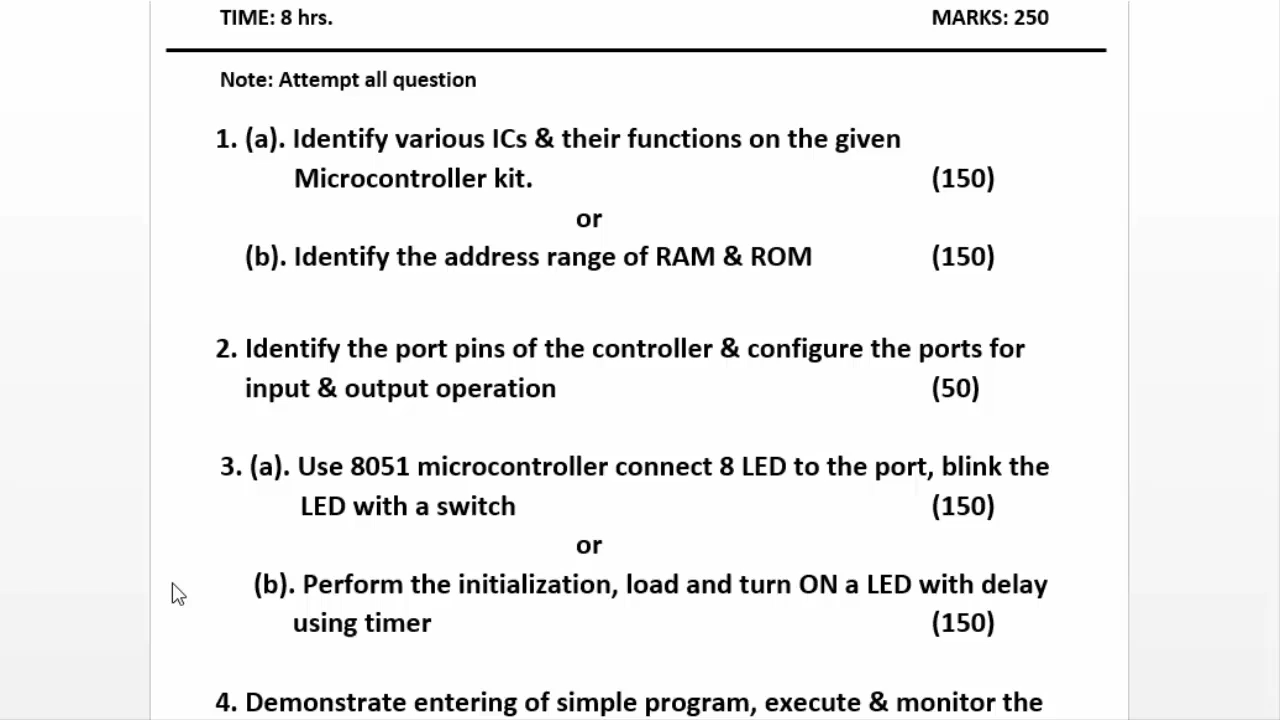 TIME: 8 hrs. MARKS: 250
Note: Attempt all question
1. (a). Identify various ICs & their functions on the given
Microcontroller kit. (150)
or
(b). Identify the address range of RAM & ROM (150)
2. Identify the port pins of the controller & configure the ports for
input & output operation (50)
3. (a). Use 8051 microcontroller connect 8 LED to the port, blink the
LED with a switch (150)
or
(b). Perform the initialization, load and turn ON a LED with delay
using timer (150)
4. Demonstrate entering of simple program, execute & monitor the